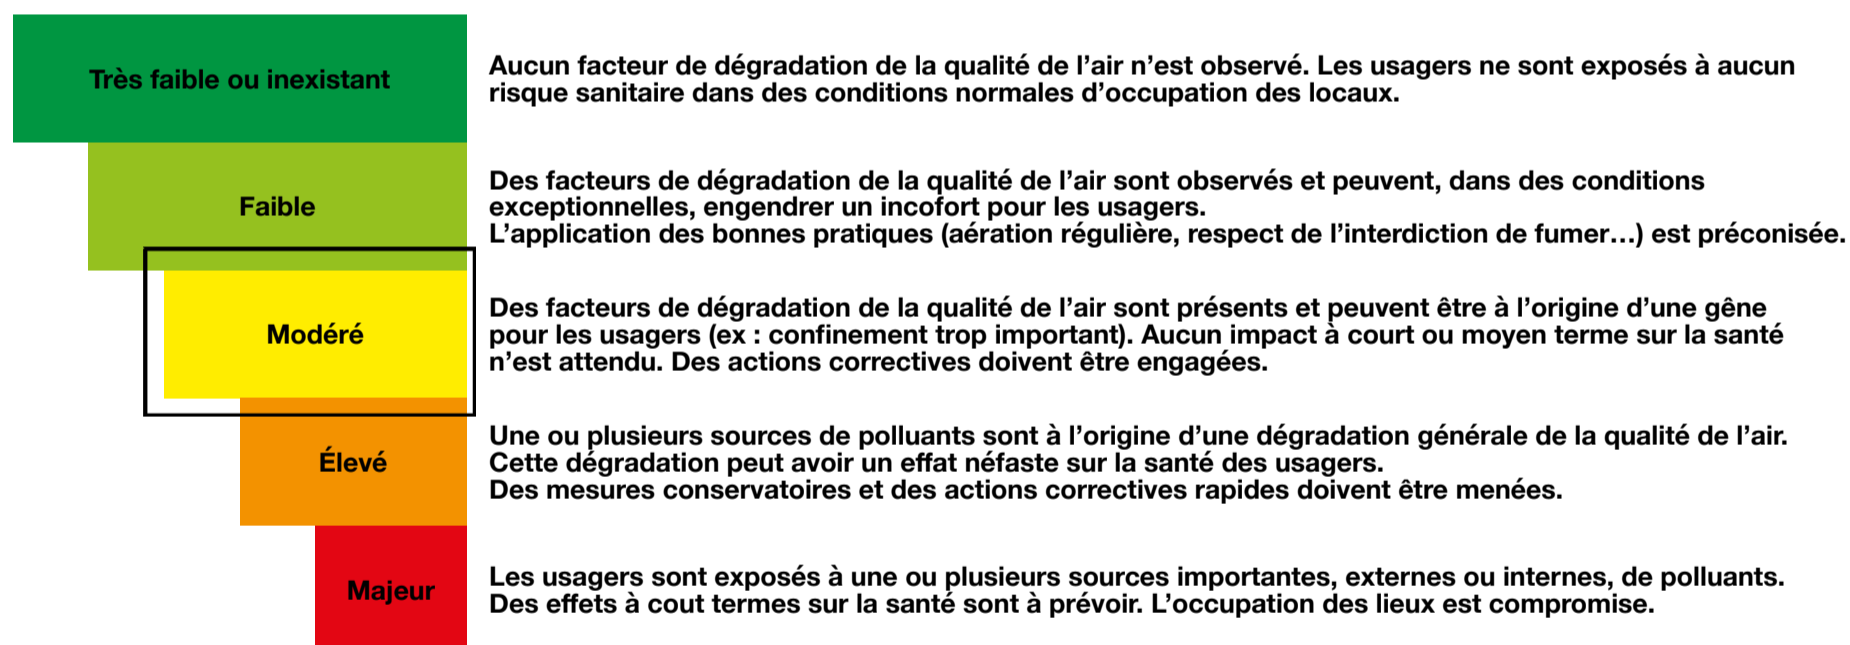 Très faible ou inexistant
Aucun facteur de dégradation de la qualité de l’air n’est observé. Les usagers ne sont exposés à aucun
risque sanitaire dans des conditions normales d’occupation des locaux.
Faible
Des facteurs de dégradation de la qualité de l’air sont observés et peuvent, dans des conditions
exceptionnelles, engendrer un incofort pour les usagers.
L’application des bonnes pratiques (aération régulière, respect de l’interdiction de fumer…) est préconisée.
Modéré
Des facteurs de dégradation de la qualité de l’air sont présents et peuvent être à l’origine d’une gêne
pour les usagers (ex : confinement trop important). Aucun impact à court ou moyen terme sur la santé
n’est attendu. Des actions correctives doivent être engagées.
Élevé
Une ou plusieurs sources de polluants sont à l’origine d’une dégradation générale de la qualité de l’air.
Cette dégradation peut avoir un effat néfaste sur la santé des usagers.
Des mesures conservatoires et des actions correctives rapides doivent être menées.
Majeur
Les usagers sont exposés à une ou plusieurs sources importantes, externes ou internes, de polluants.
Des effets à cout termes sur la santé sont à prévoir. L’occupation des lieux est compromise.